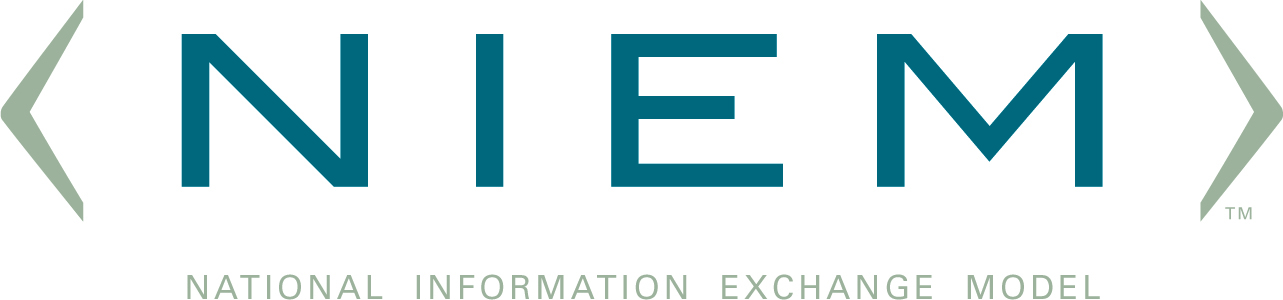 NIEM
TM
NATIONAL INFORMATION EXCHANGE MODEL